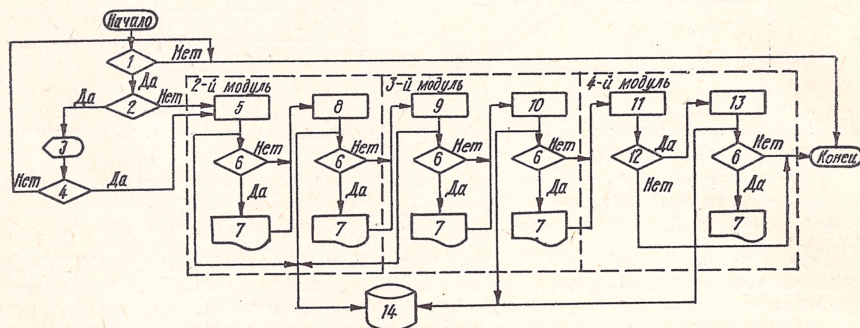 Начало
1
Нет
Да
2
Да
Нет
3
4
Нет
Да
2-й модуль
5
8
6
Нет
6
Нет
Да
Да
7
7
3-й модуль
9
10
6
Нет
6
Нет
Да
Да
7
7
4-й модуль
11
13
12
Да
6
Нет
Нет
Да
7
Конец
14